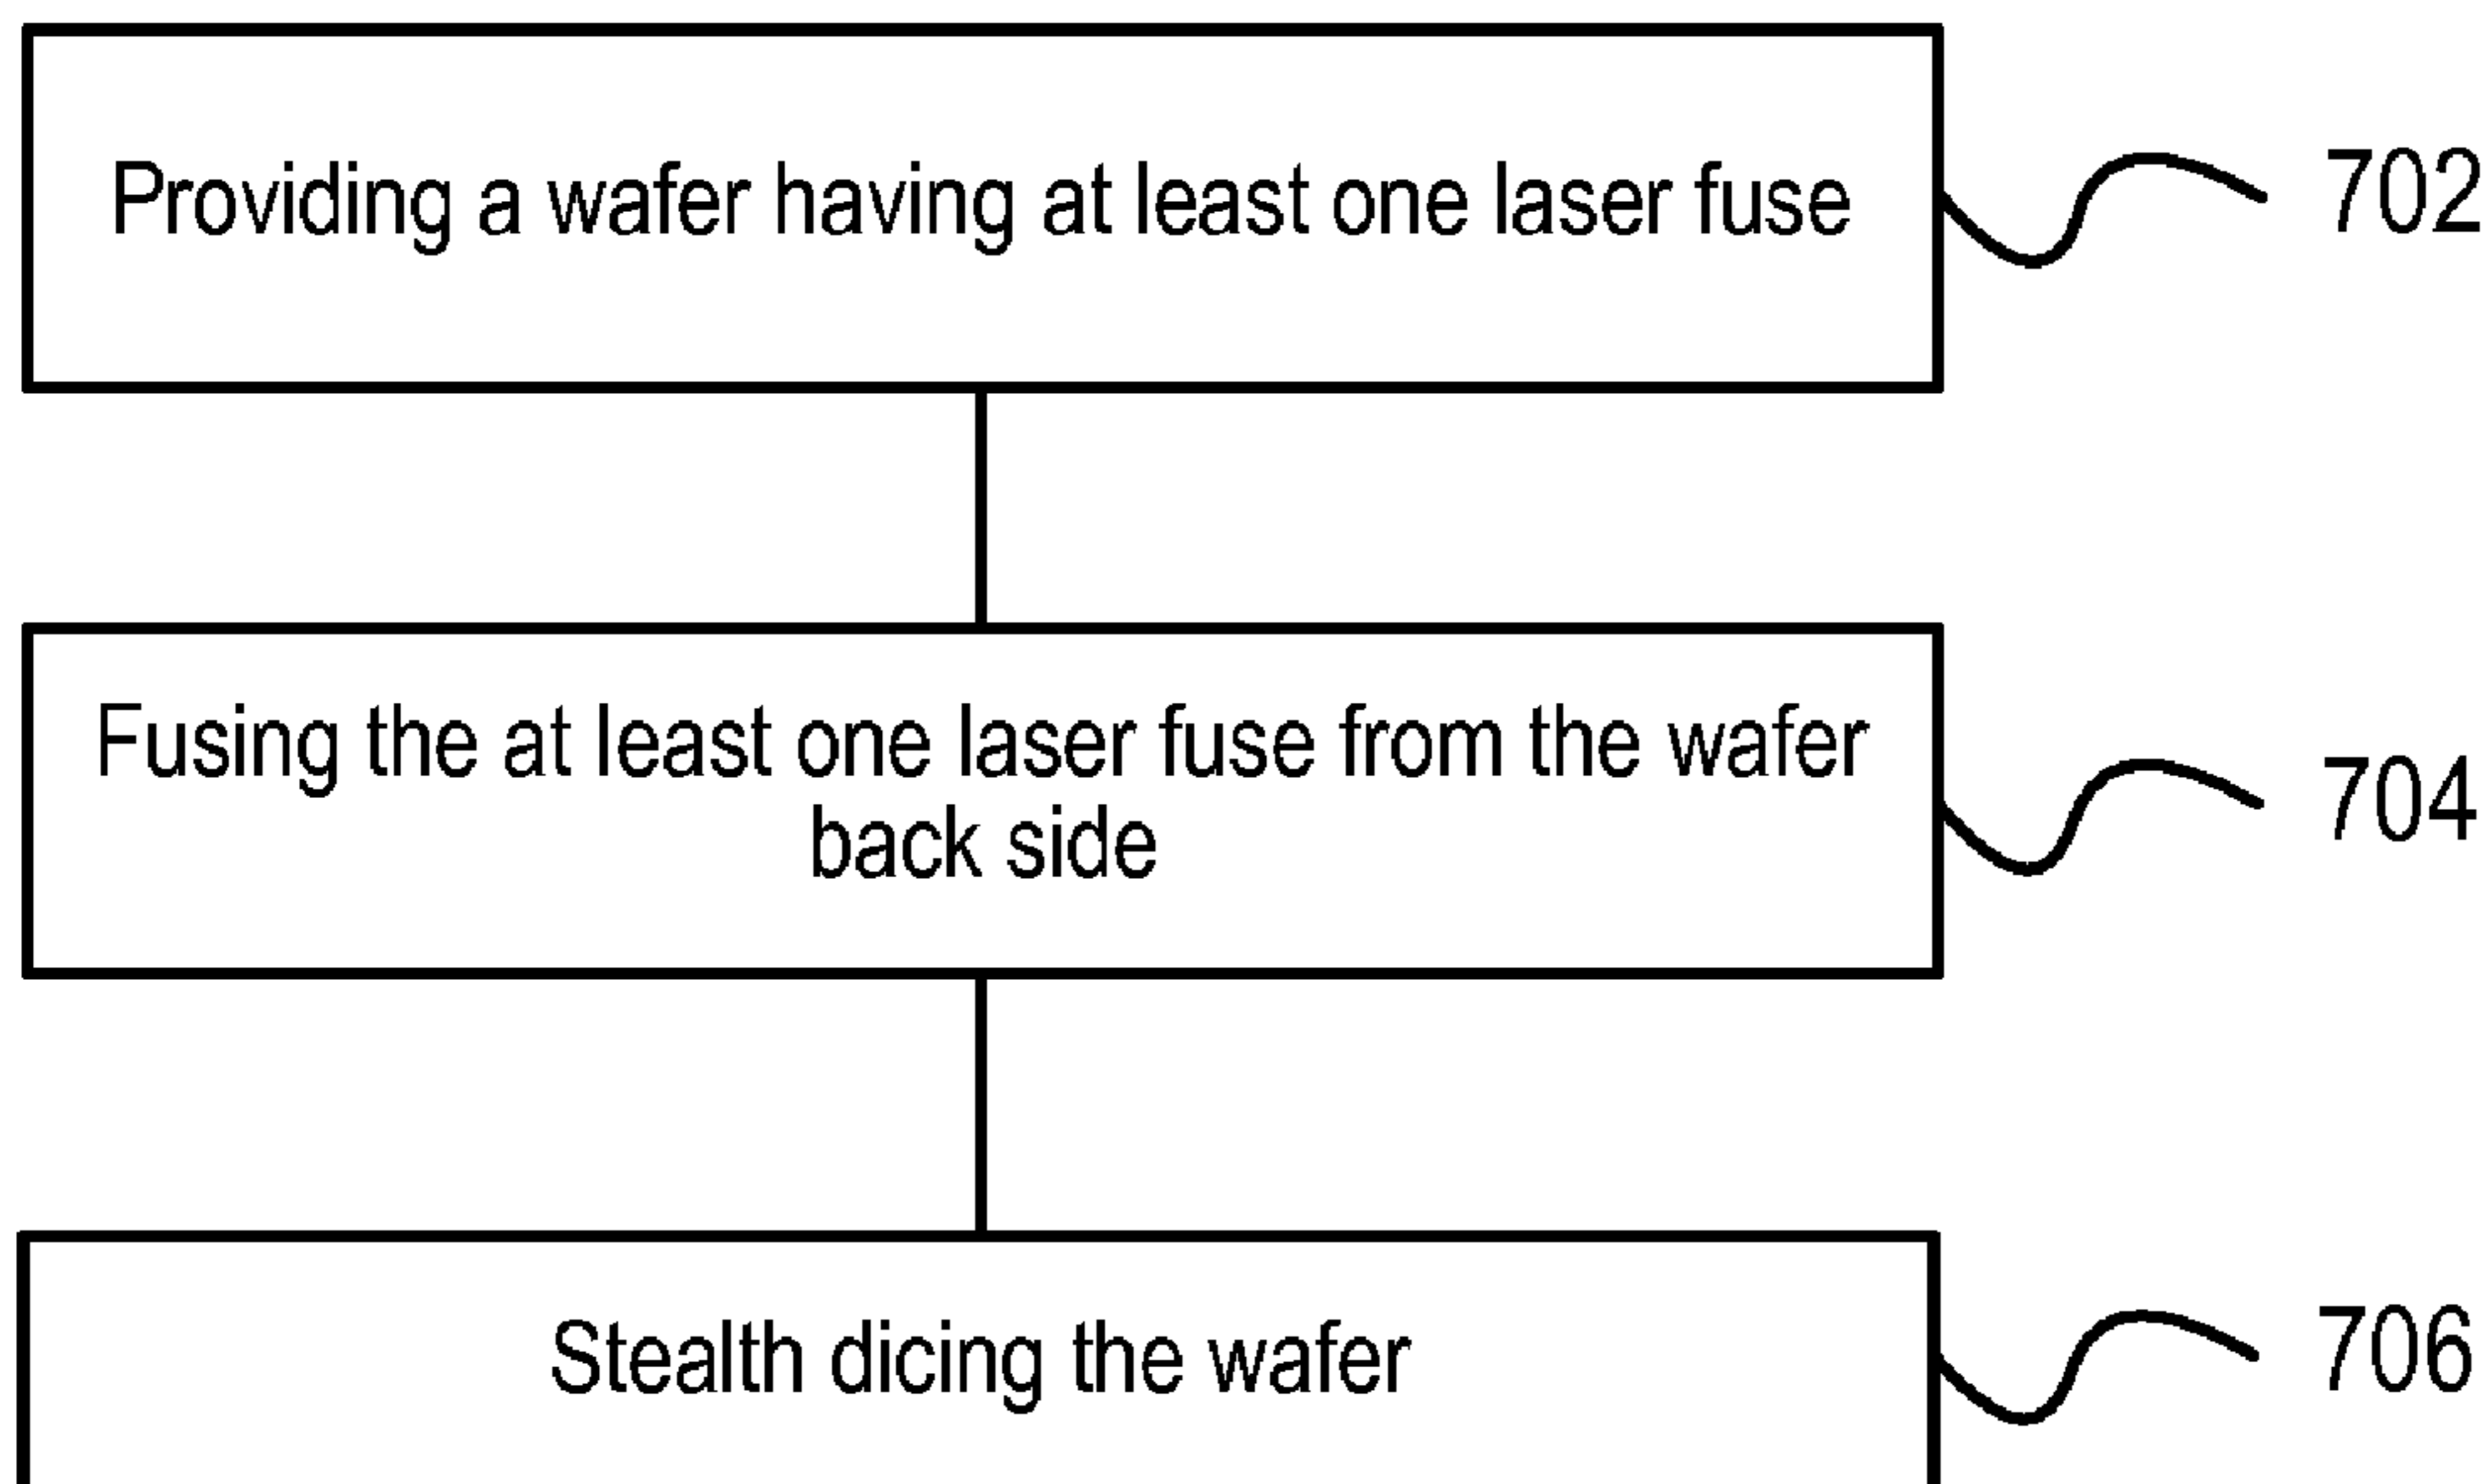 Providing a wafer having at least one laser fuse
702
Fusing the at least one laser fuse from the wafer
back side
704
Stealth dicing the wafer
706